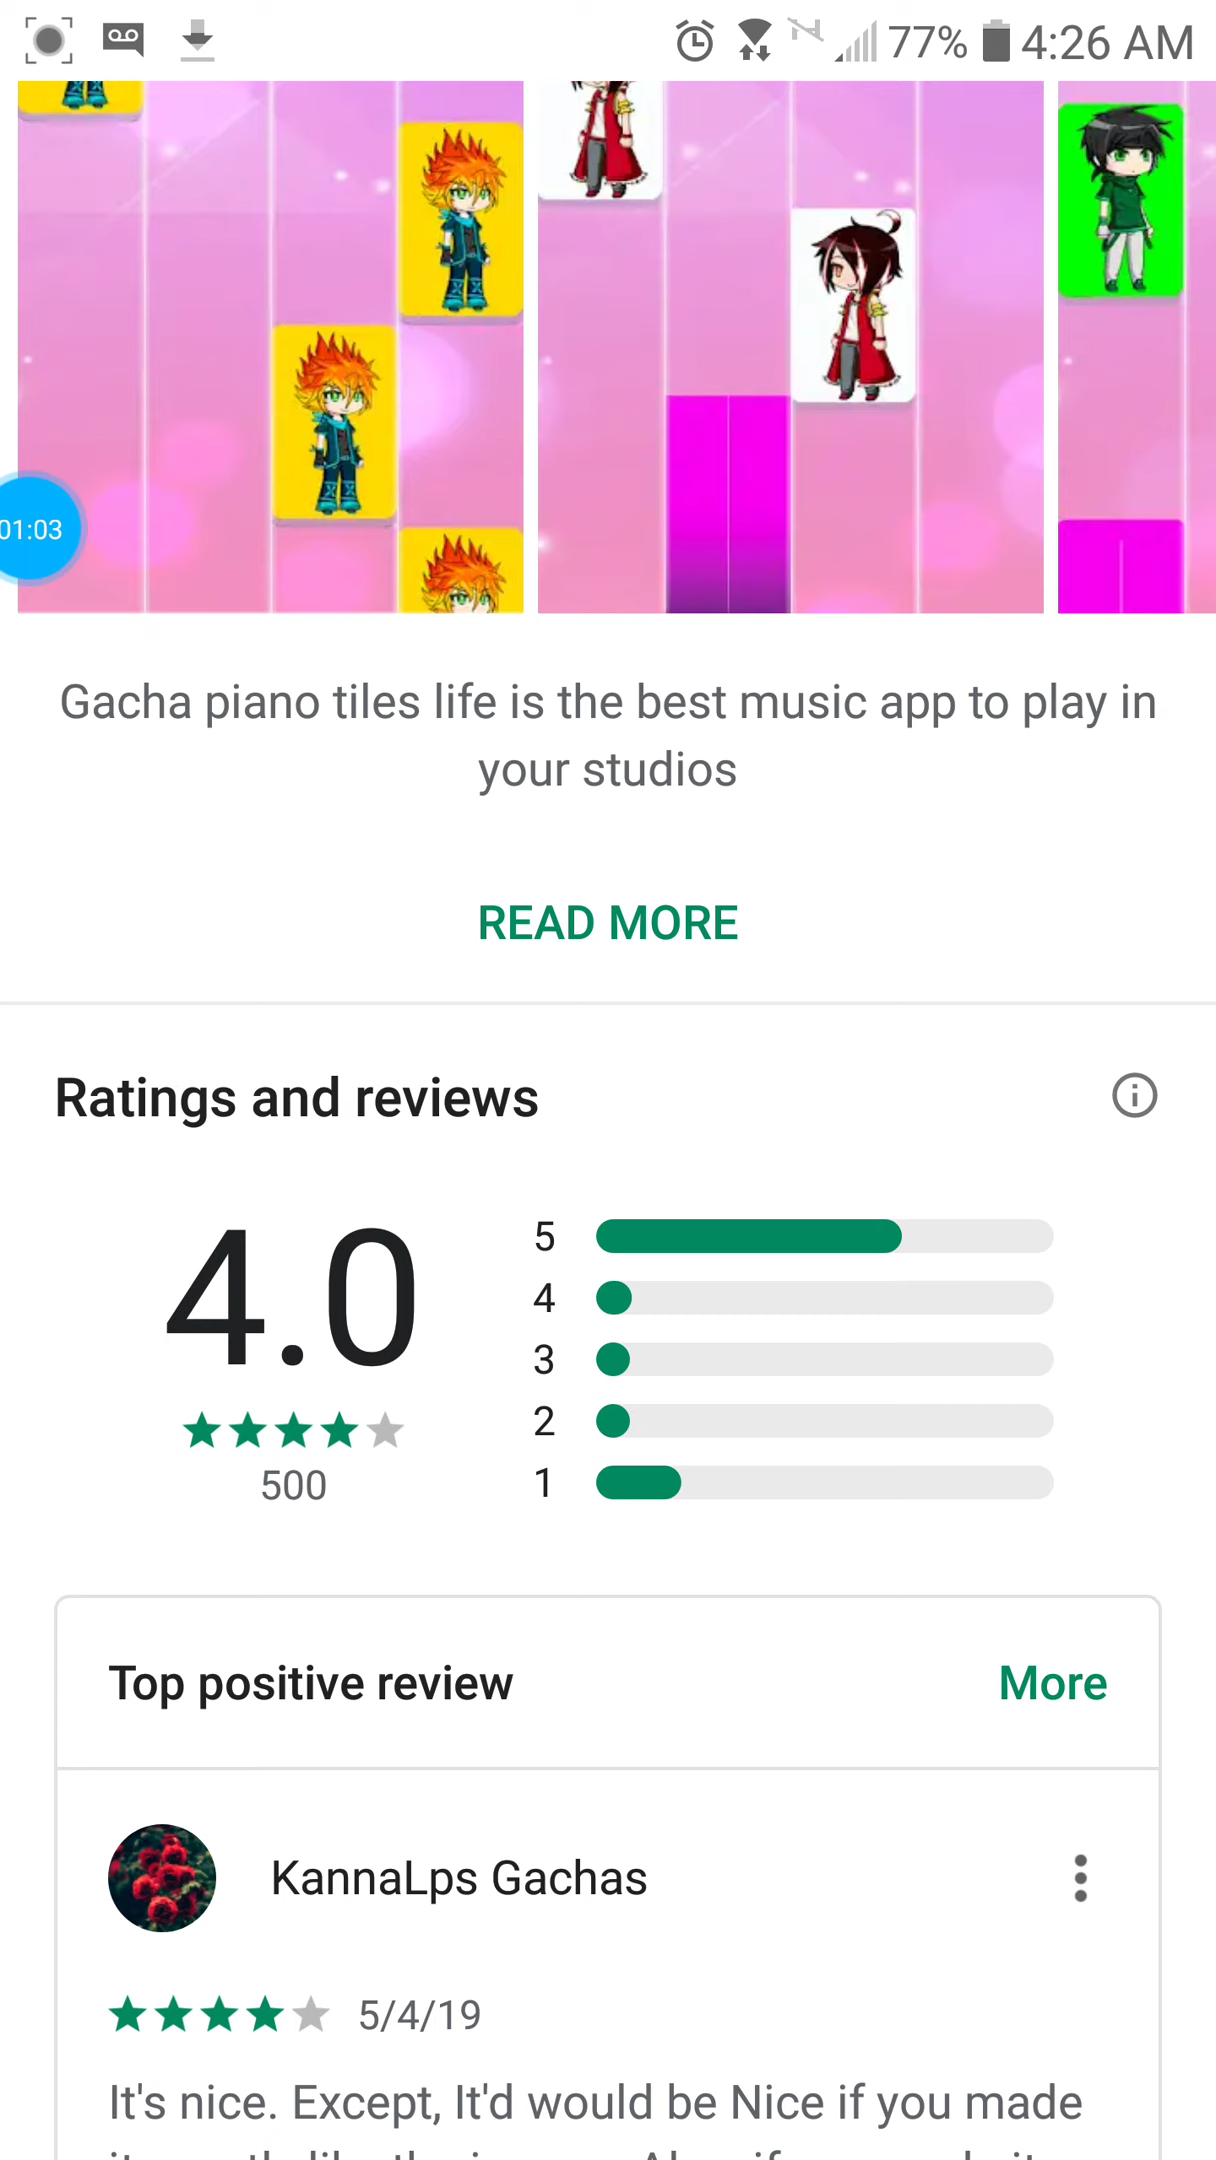 77% 4:26 AM
01:03
Gacha piano tiles life is the best music app to play in
your studios
READ MORE
Ratings and reviews
4.0
500
5
4
3
2
1
Top positive review
More
KannaLps Gachas
5/4/19
It's nice. Except, It'd would be Nice if you made